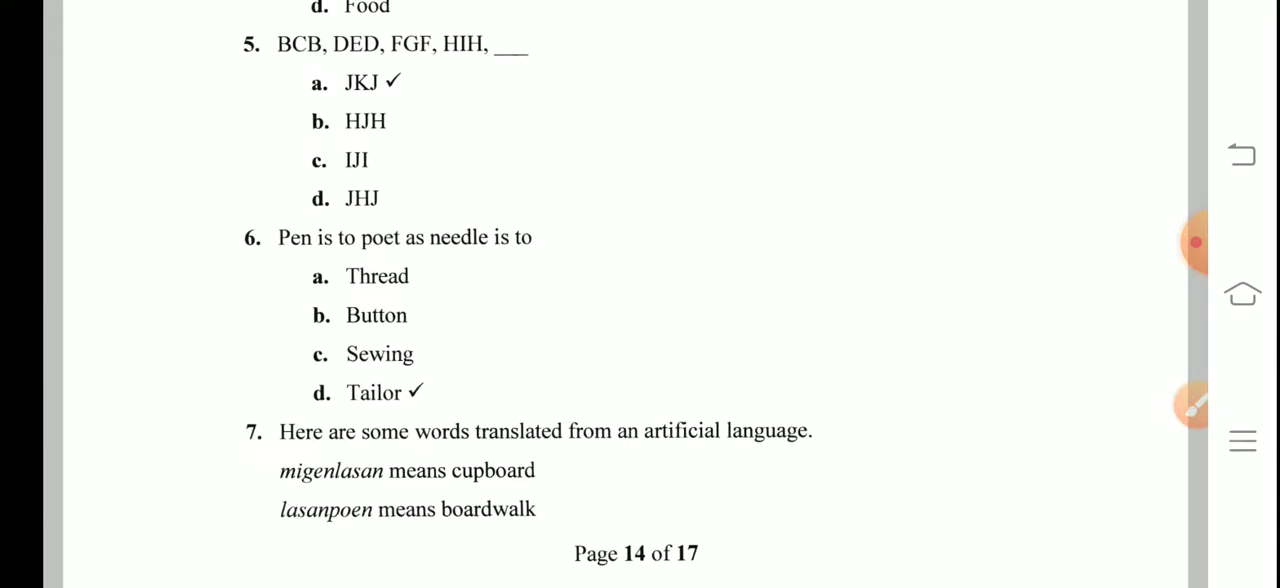 d. Food
5. BCB, DED, FGF, HIH, ___
a. JKJ ✓
b. HJH
c. IJI
d. JHJ
6. Pen is to poet as needle is to
a. Thread
b. Button
c. Sewing
d. Tailor ✓
7. Here are some words translated from an artificial language.
migenlasan means cupboard
lasanpoen means boardwalk
Page 14 of 17